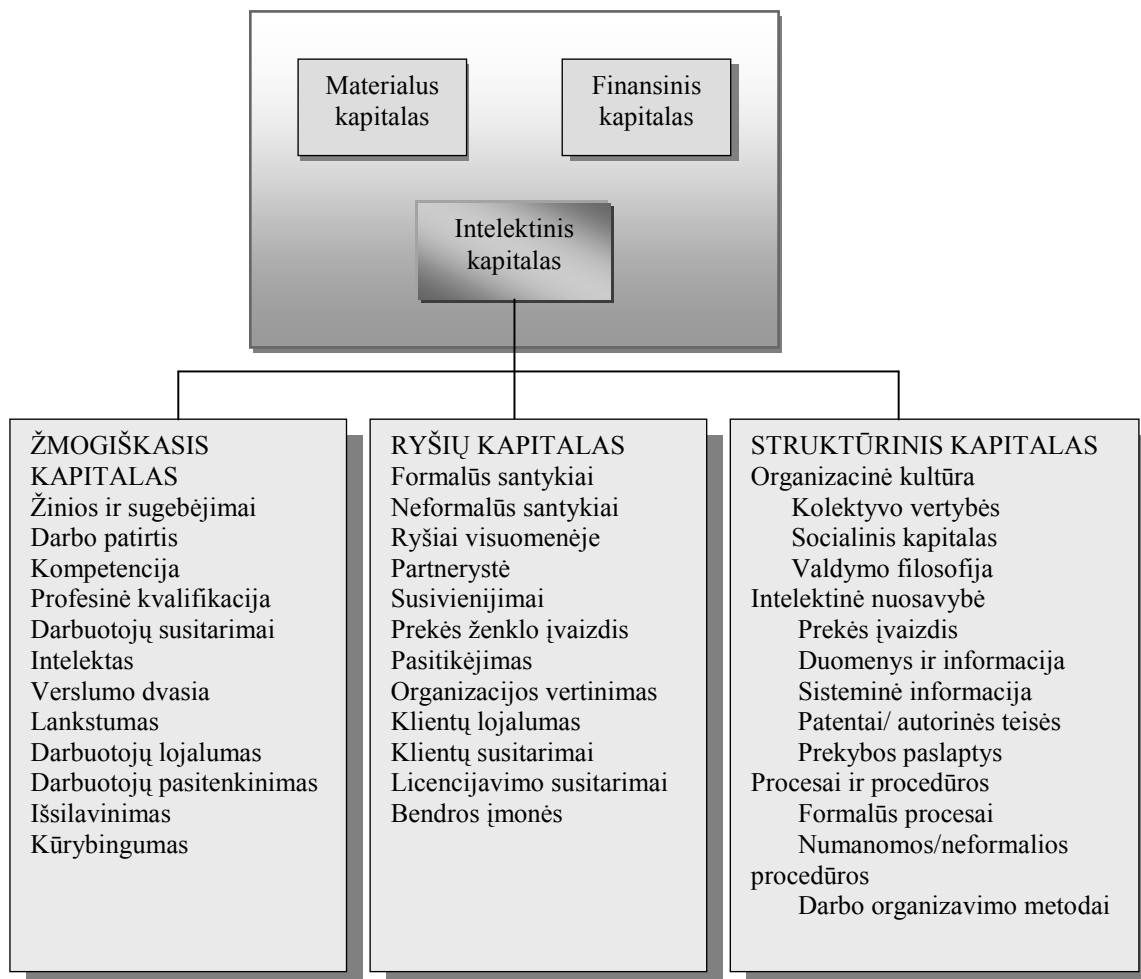 Materialus
kapitalas
Finansinis
kapitalas
Intelektinis
kapitalas
ŽMOGIŠKASIS
KAPITALAS
Žinios ir sugebėjimai
Darbo patirtis
Kompetencija
Profesinė kvalifikacija
Darbuotojų susitarimai
Intelektas
Verslumo dvasia
Lankstumas
Darbuotojų lojalumas
Darbuotojų pasitenkinimas
Išsilavinimas
Kūrybingumas
RYŠIŲ KAPITALAS
Formalūs santykiai
Neformalūs santykiai
Ryšiai visuomenėje
Partnerystė
Susivienijimai
Prekės ženklo įvaizdis
Pasitikėjimas
Organizacijos vertinimas
Klientų lojalumas
Klientų susitarimai
Licencijavimo susitarimai
Bendros įmonės
STRUKTŪRINIS KAPITALAS
Organizacinė kultūra
Kolektyvo vertybės
Socialinis kapitalas
Valdymo filosofija
Intelektinė nuosavybė
Prekės įvaizdis
Duomenys ir informacija
Sisteminė informacija
Patentai/ autorinės teisės
Prekybos paslaptys
Procesai ir procedūros
Formalūs procesai
Numanomos/neformalios
procedūros
Darbo organizavimo metodai